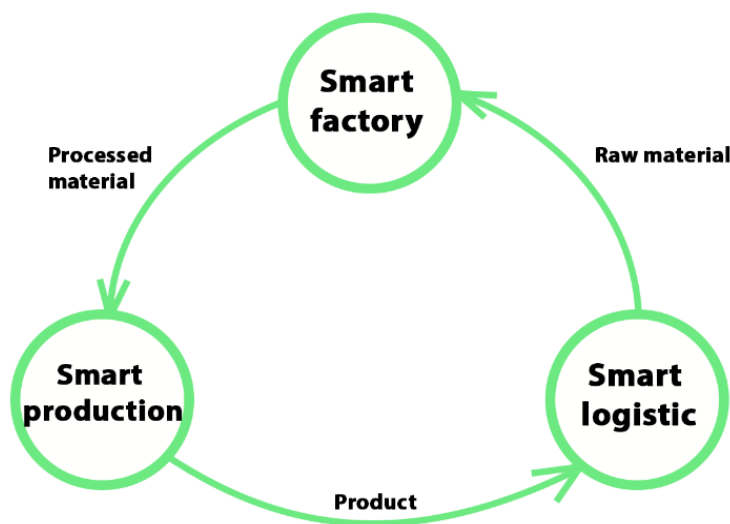 Smart
factory
Processed
material
Raw material
Smart
production
Smart
logistic
Product